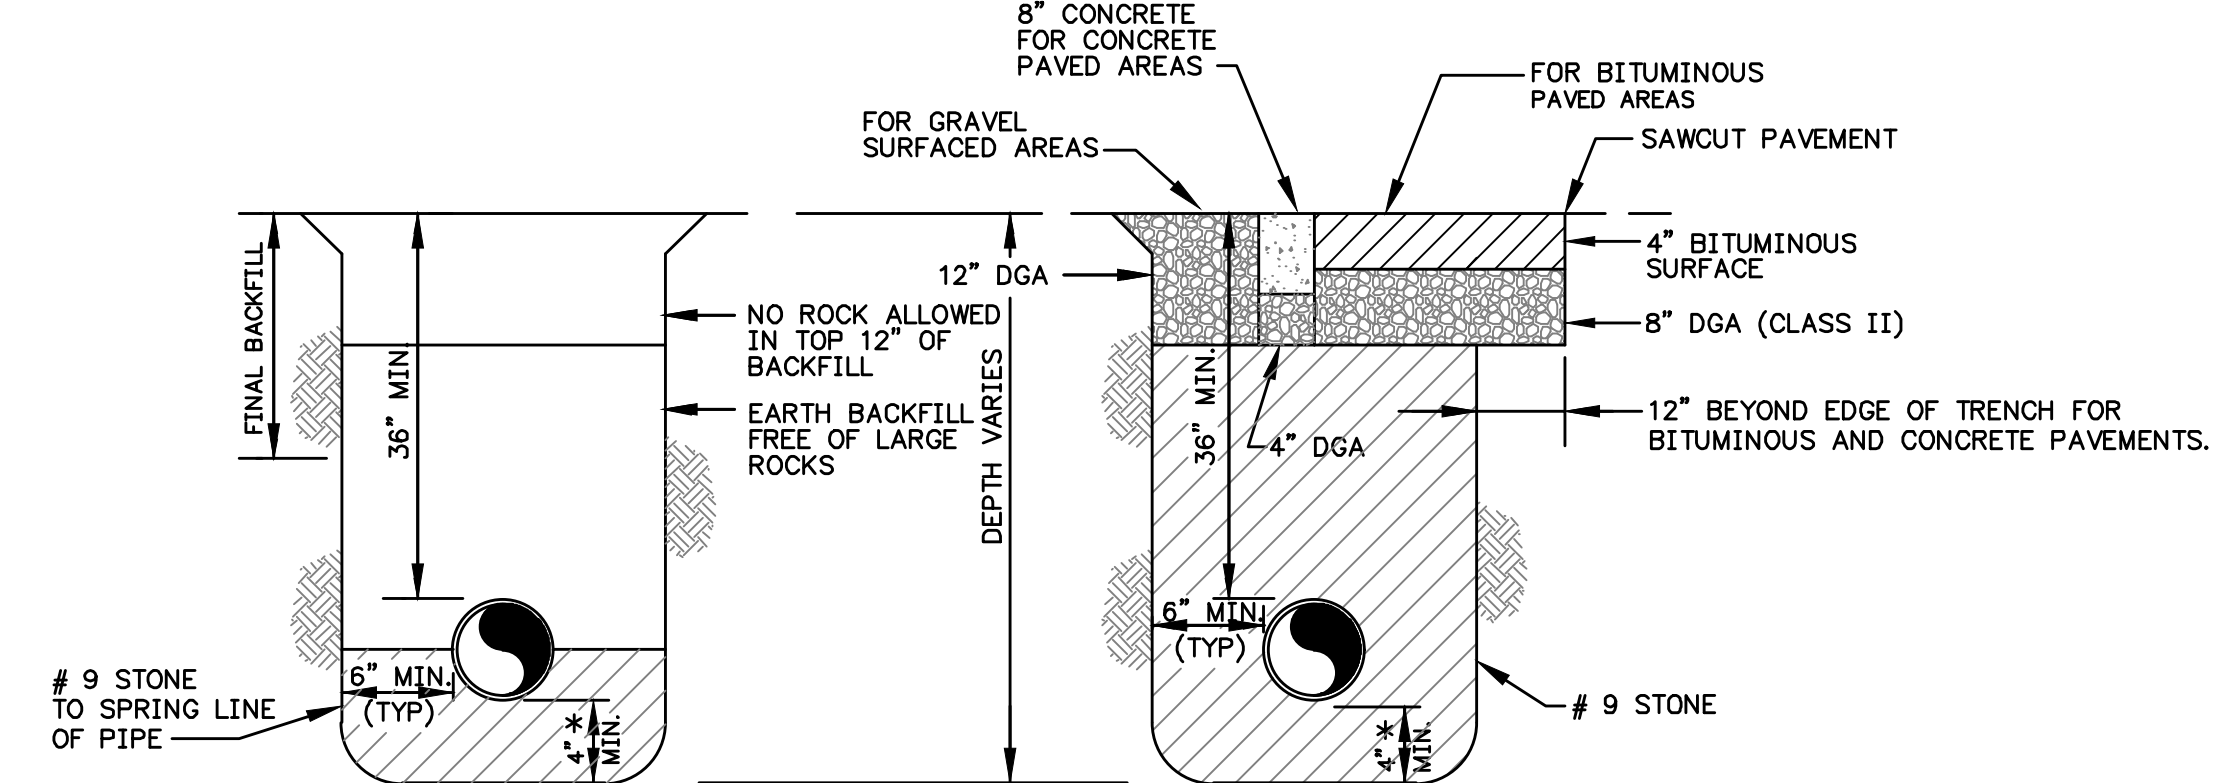 8” CONCRETE
FOR CONCRETE
PAVED AREAS
FOR BITUMINOUS
PAVED AREAS
FOR GRAVEL
SURFACED AREAS
SAWCUT PAVEMENT
FINAL BACKFILL
36” MIN.
NO ROCK ALLOWED
IN TOP 12” OF
BACKFILL
EARTH BACKFILL
FREE OF LARGE
ROCKS
# 9 STONE
TO SPRING LINE
OF PIPE
6” MIN.
(TYP)
4” *
MIN.
DEPTH VARIES
12” DGA
36” MIN.
4” DGA
4” BITUMINOUS
SURFACE
8” DGA (CLASS II)
12” BEYOND EDGE OF TRENCH FOR
BITUMINOUS AND CONCRETE PAVEMENTS.
6” MIN.
(TYP)
4” *
MIN.
# 9 STONE